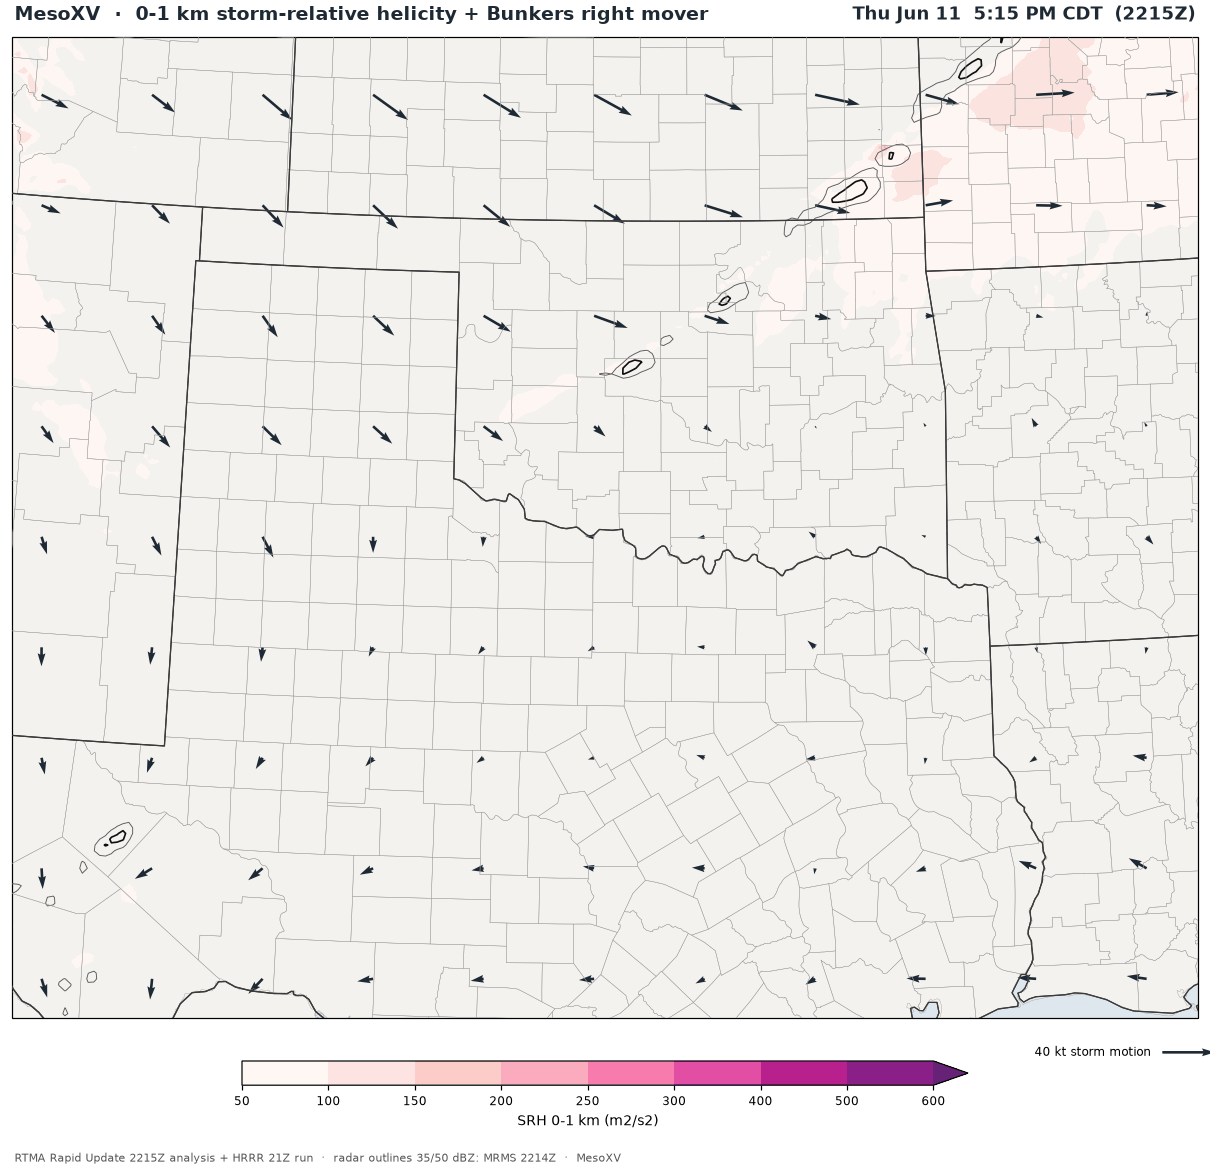 MesoXV · 0-1 km storm-relative helicity + Bunkers right mover
Thu Jun 11 5:15 PM CDT (2215Z)
40 kt storm motion
50 100 150 200 250 300 400 500 600
SRH 0-1 km (m2/s2)
RTMA Rapid Update 2215Z analysis + HRRR 21Z run · radar outlines 35/50 dBZ: MRMS 2214Z · MesoXV